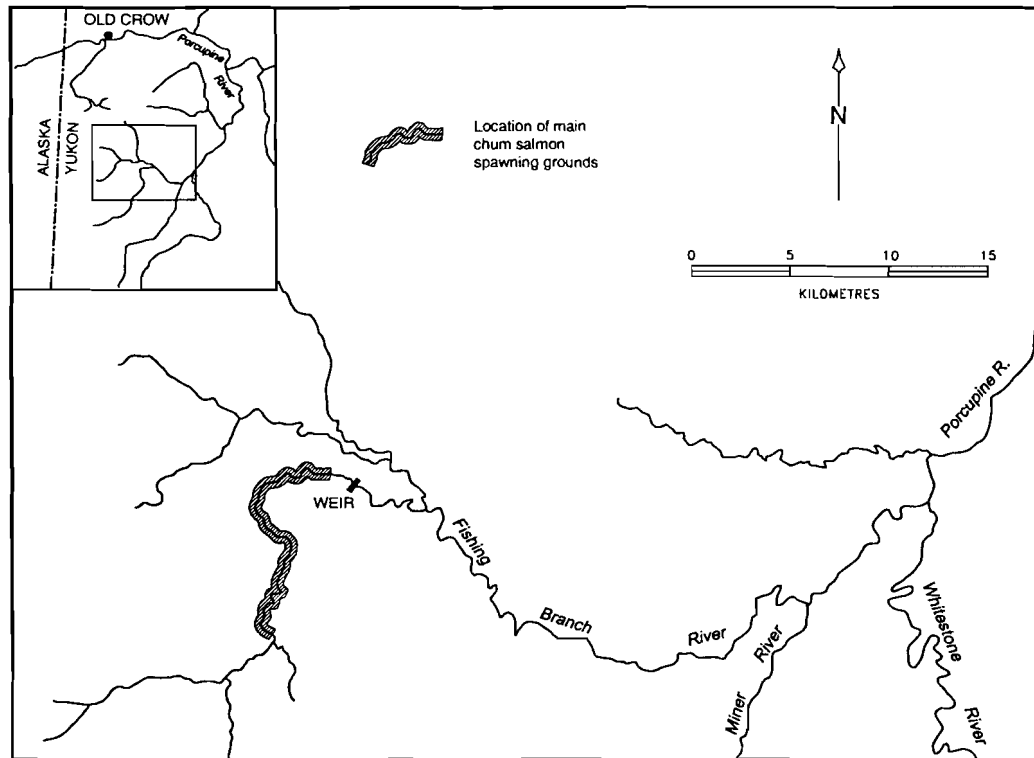 OLD CROW
Porcupine
River
ALASKA
YUKON
Location of main
chum salmon
spawning grounds
N
0 5 10 15
KILOMETRES
Porcupine R.
WEIR
Fishing
Branch
River
Miner
River
Whitestone
River